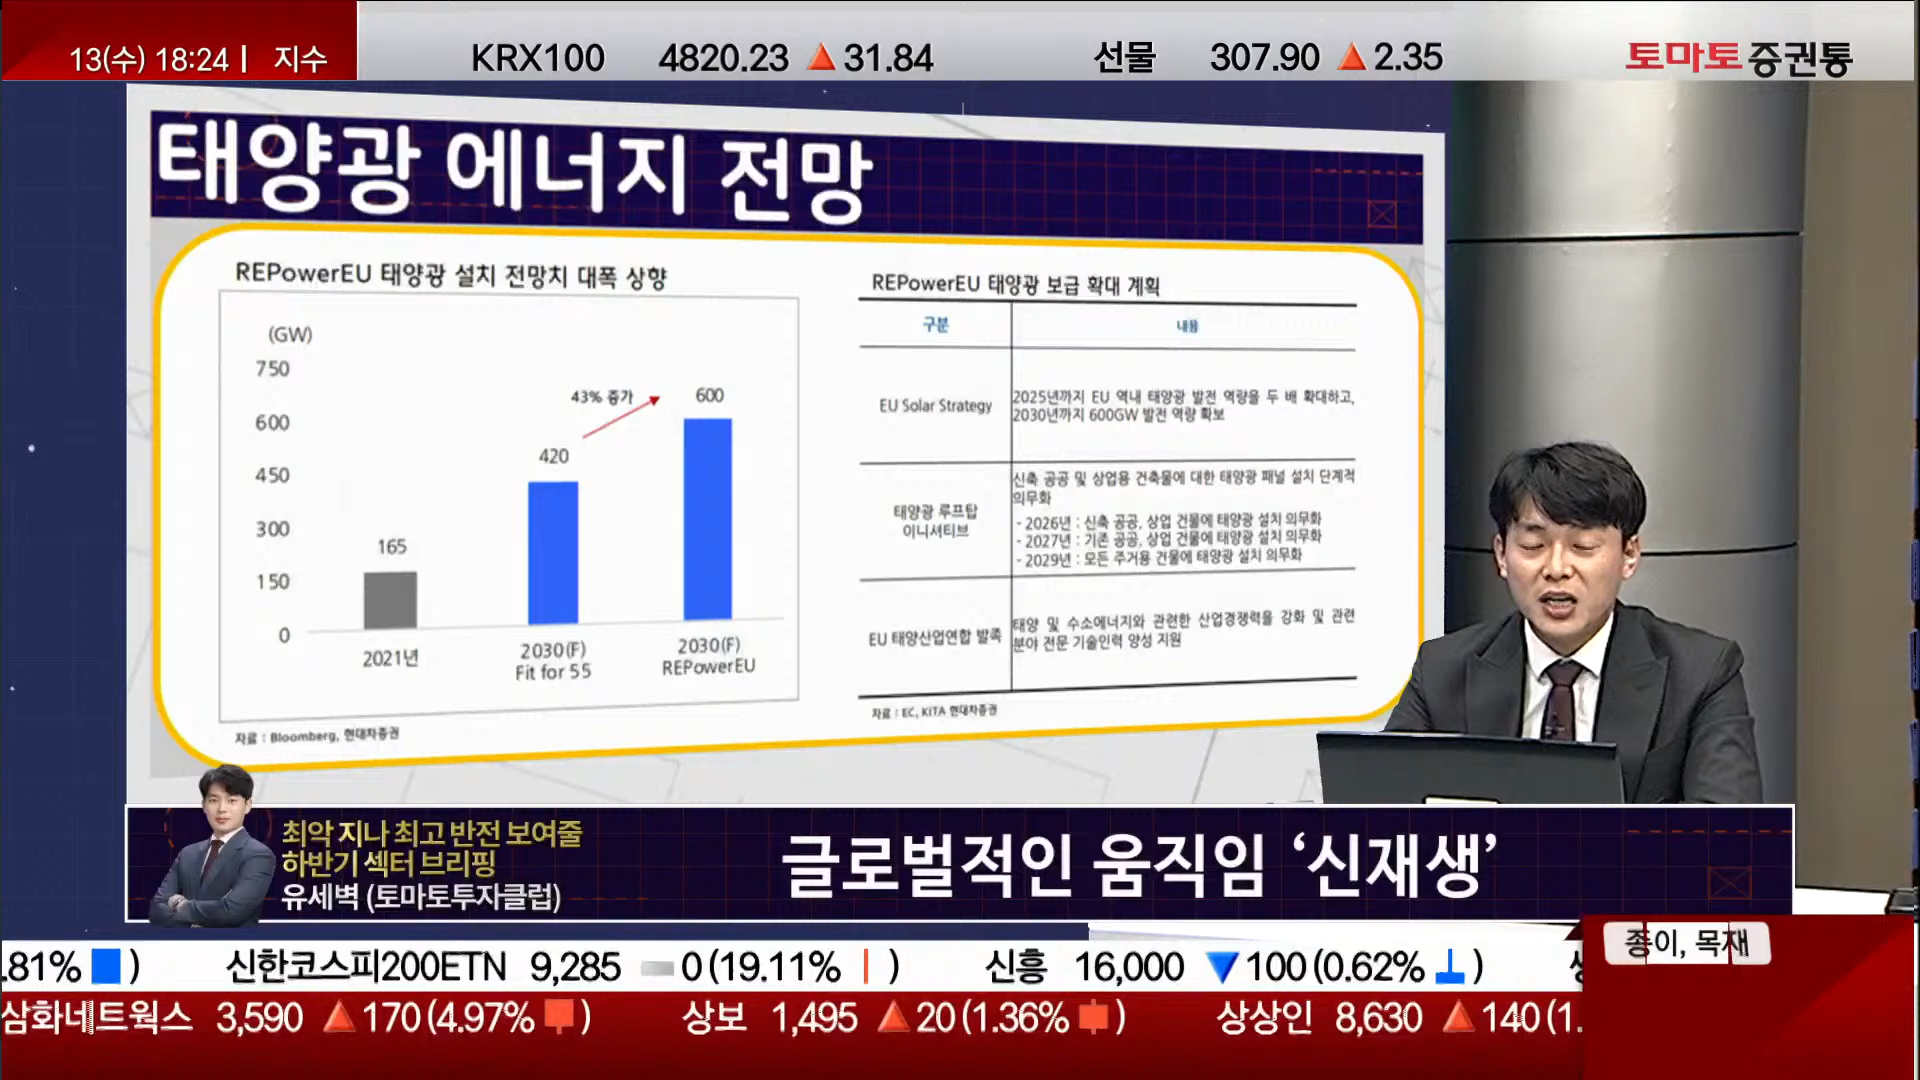 13(수) 18:24 | 지수
KRX100 4820.23 ▲ 31.84 선물 307.90 ▲ 2.35
토마토증권통
태양광 에너지 전망
REPowerEU 태양광 설치 전망치 대폭 상향
(GW)
750
600
450
300
150
0
165
420
43% 증가
600
2021년
2030(F)
Fit for 55
2030(F)
REPowerEU
자료 : Bloomberg, 현대차증권
REPowerEU 태양광 보급 확대 계획
구분 내용
EU Solar Strategy
2025년까지 EU 역내 태양광 발전 역량을 두 배 확대하고,
2030년까지 600GW 발전 역량 확보
태양광 루프탑
이니셔티브
신축 공공 및 상업용 건축물에 대한 태양광 패널 설치 단계적
의무화
- 2026년 : 신축 공공, 상업 건물에 태양광 설치 의무화
- 2027년 : 기존 공공, 상업 건물에 태양광 설치 의무화
- 2029년 : 모든 주거용 건물에 태양광 설치 의무화
EU 태양산업연합 발족
태양 및 수소에너지와 관련한 산업경쟁력을 강화 및 관련
분야 전문 기술인력 양성 지원
자료 : EC, KITA 현대차증권
최악 지나 최고 반전 보여줄
하반기 섹터 브리핑
유세벽 (토마토투자클럽)
글로벌적인 움직임 ‘신재생’
종이, 목재
.81% ) 신한코스피200ETN 9,285 0 (19.11% ) 신흥 16,000 ▼ 100 (0.62% )
삼화네트웍스 3,590 ▲ 170 (4.97% ) 상보 1,495 ▲ 20 (1.36% ) 상상인 8,630 ▲ 140 (1.